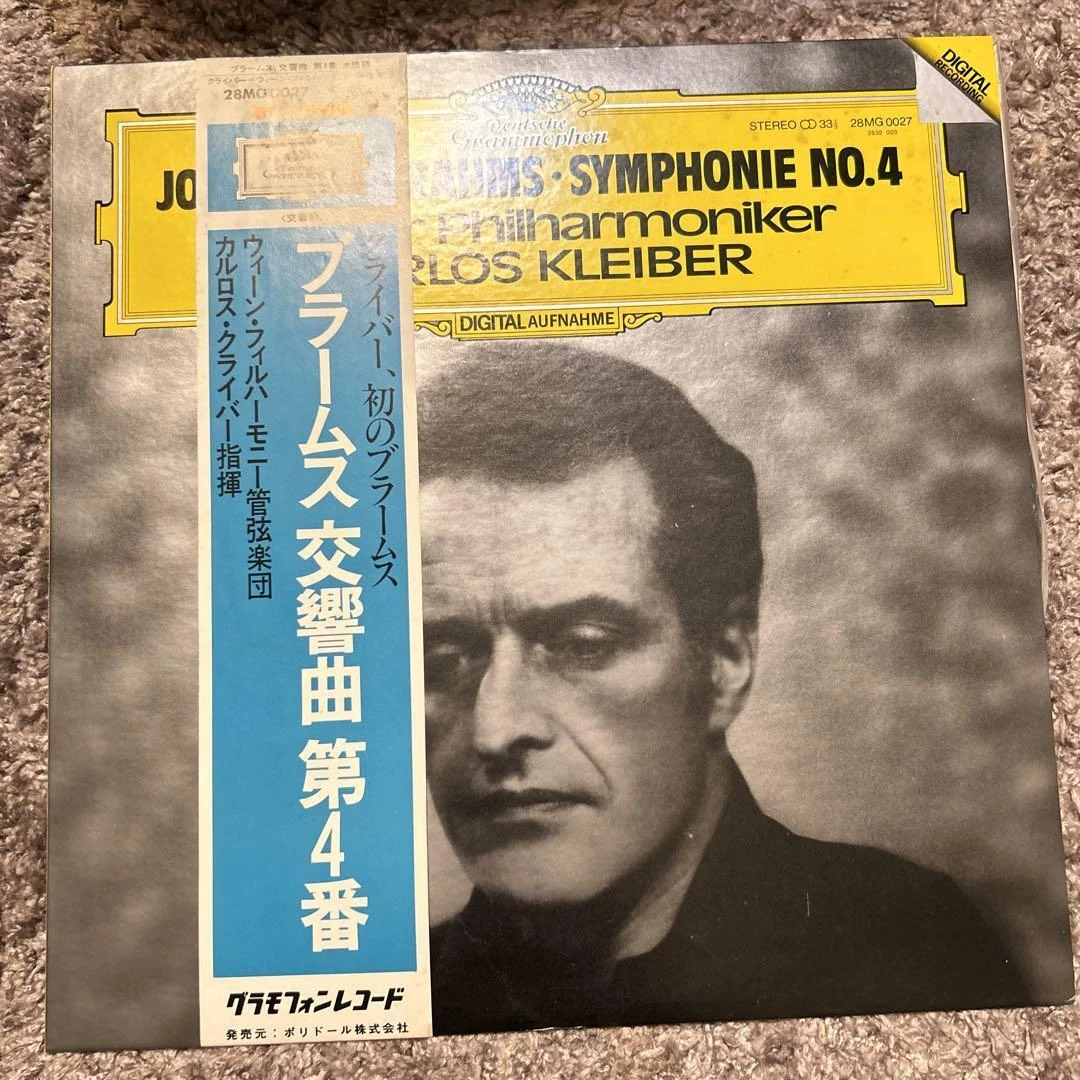 ブラームス:交響曲 第4番 ホ短調
28MG 0027
DIGITAL
RECORDING
Deutsche
Grammophon
STEREO 33⅓ 28MG 0027
2532 003
JO RAHMS · SYMPHONIE NO.4
Philharmoniker
RLOS KLEIBER
DIGITAL AUFNAHME
クライバー、初のブラームス
ブラームス 交響曲 第4番
ウィーン・フィルハーモニー管弦楽団
カルロス・クライバー指揮
グラモフォンレコード
発売元:ポリドール株式会社